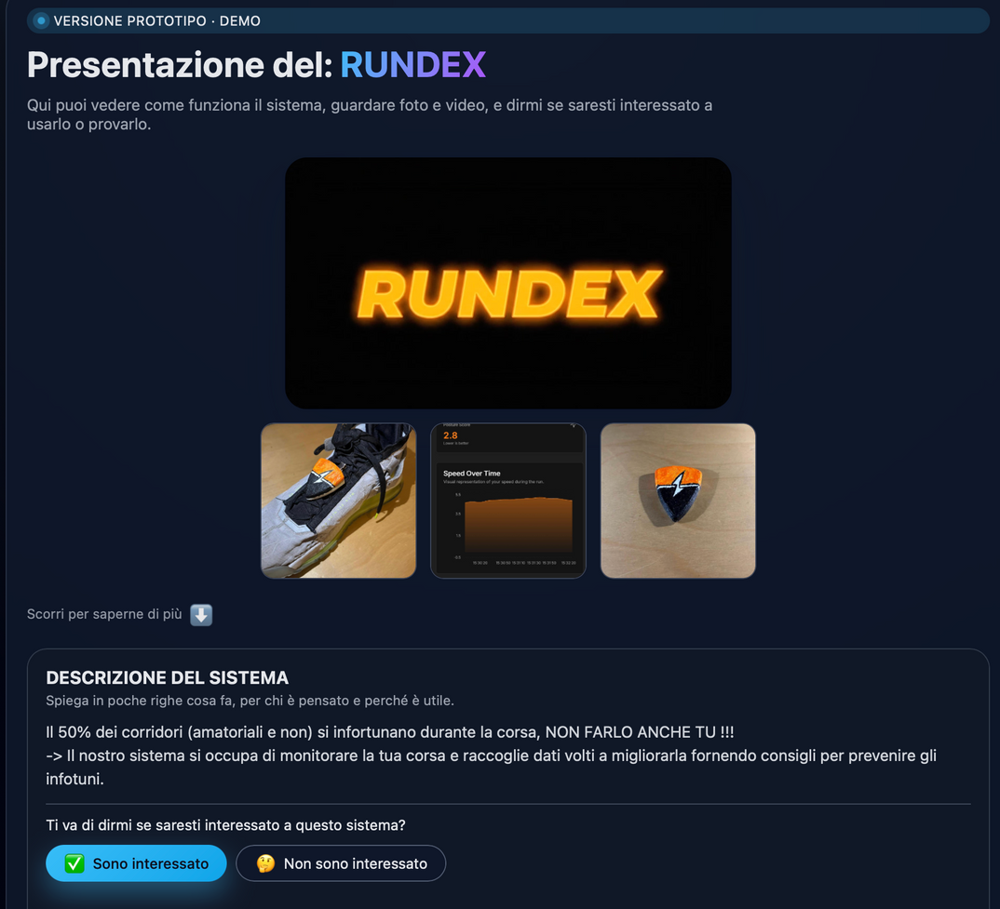 VERSIONE PROTOTIPO · DEMO
Presentazione del: RUNDEX
Qui puoi vedere come funziona il sistema, guardare foto e video, e dirmi se saresti interessato a
usarlo o provarlo.
RUNDEX
Posture Score
2.8
Lower is better
Speed Over Time
Visual representation of your speed during the run.
Scorri per saperne di più
DESCRIZIONE DEL SISTEMA
Spiega in poche righe cosa fa, per chi è pensato e perché è utile.
Il 50% dei corridori (amatoriali e non) si infortunano durante la corsa, NON FARLO ANCHE TU !!!
-> Il nostro sistema si occupa di monitorare la tua corsa e raccoglie dati volti a migliorarla fornendo consigli per prevenire gli
infotuni.
Ti va di dirmi se saresti interessato a questo sistema?
Sono interessato
Non sono interessato